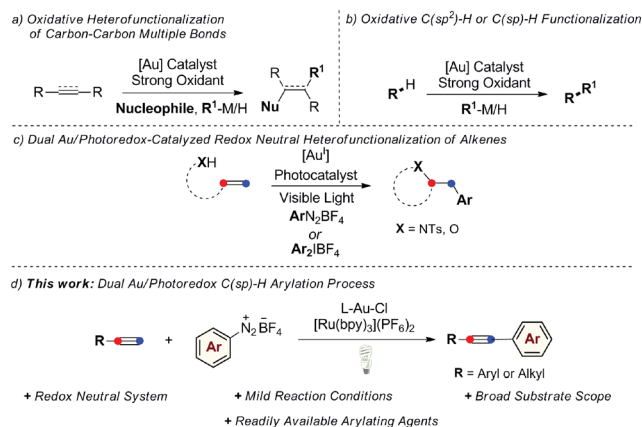 a) Oxidative Heterofunctionalization
of Carbon-Carbon Multiple Bonds
[Au] Catalyst
Strong Oxidant
Nucleophile, R¹-M/H
R
R
R
R¹
Nu
R
b) Oxidative C(sp²)-H or C(sp)-H Functionalization
R
H
[Au] Catalyst
Strong Oxidant
R¹-M/H
R
R¹
c) Dual Au/Photoredox-Catalyzed Redox Neutral Heterofunctionalization of Alkenes
XH
[Auᴵ]
Photocatalyst
Visible Light
ArN₂BF₄
or
Ar₂IBF₄
X
Ar
X = NTs, O
d) This work: Dual Au/Photoredox C(sp)-H Arylation Process
R
+
Ar
N₂BF₄
+
−
L-Au-Cl
[Ru(bpy)₃](PF₆)₂
R
Ar
R = Aryl or Alkyl
+ Redox Neutral System
+ Mild Reaction Conditions
+ Broad Substrate Scope
+ Readily Available Arylating Agents